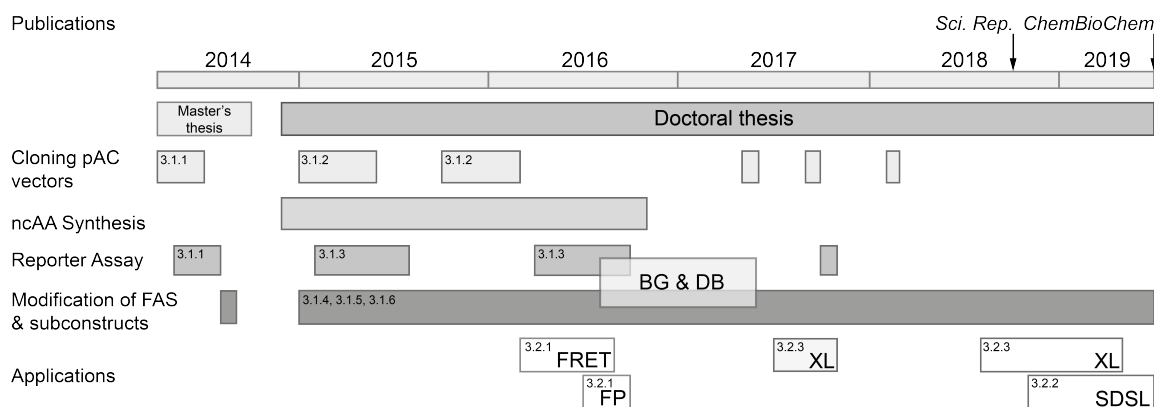 Publications
Sci. Rep. ChemBioChem
2014 2015 2016 2017 2018 2019
Master's
thesis
Doctoral thesis
Cloning pAC
vectors
3.1.1 3.1.2 3.1.2
ncAA Synthesis
Reporter Assay
3.1.1 3.1.3 3.1.3
BG & DB
Modification of FAS
& subconstructs
3.1.4, 3.1.5, 3.1.6
Applications
3.2.1 FRET
3.2.3 XL
3.2.3 XL
3.2.1 FP
3.2.2 SDSL